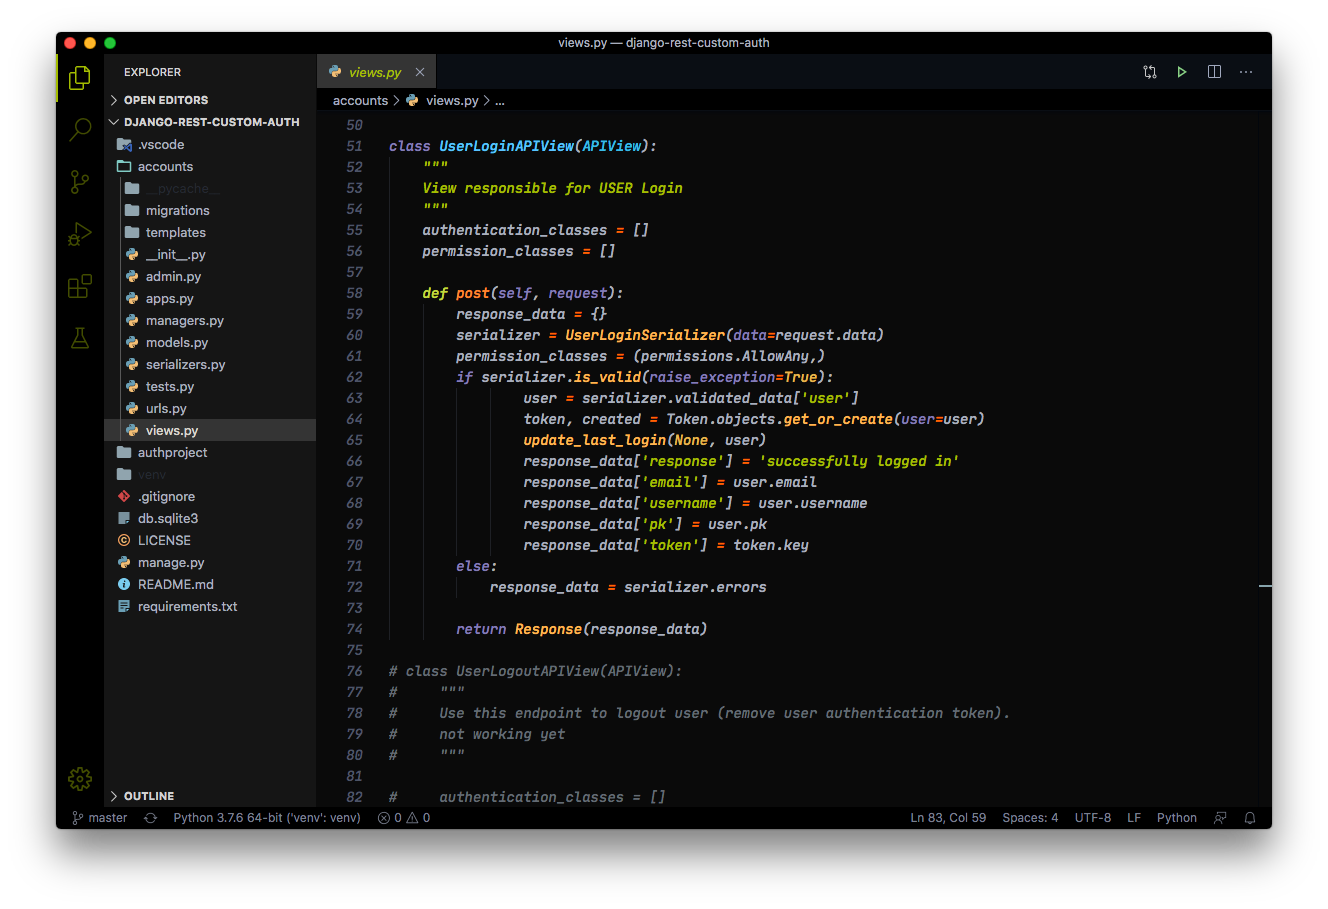 views.py — django-rest-custom-auth
EXPLORER
OPEN EDITORS
DJANGO-REST-CUSTOM-AUTH
.vscode
accounts
__pycache__
migrations
templates
__init__.py
admin.py
apps.py
managers.py
models.py
serializers.py
tests.py
urls.py
views.py
authproject
venv
.gitignore
db.sqlite3
LICENSE
manage.py
README.md
requirements.txt
OUTLINE
views.py
accounts > views.py > ...
50
51 class UserLoginAPIView(APIView):
52     """
53     View responsible for USER Login
54     """
55     authentication_classes = []
56     permission_classes = []
57
58     def post(self, request):
59         response_data = {}
60         serializer = UserLoginSerializer(data=request.data)
61         permission_classes = (permissions.AllowAny,)
62         if serializer.is_valid(raise_exception=True):
63                 user = serializer.validated_data['user']
64                 token, created = Token.objects.get_or_create(user=user)
65                 update_last_login(None, user)
66                 response_data['response'] = 'successfully logged in'
67                 response_data['email'] = user.email
68                 response_data['username'] = user.username
69                 response_data['pk'] = user.pk
70                 response_data['token'] = token.key
71         else:
72             response_data = serializer.errors
73
74         return Response(response_data)
75
76 # class UserLogoutAPIView(APIView):
77 #     """
78 #     Use this endpoint to logout user (remove user authentication token).
79 #     not working yet
80 #     """
81
82 #     authentication_classes = []
master Python 3.7.6 64-bit ('venv': venv) 0 0 Ln 83, Col 59 Spaces: 4 UTF-8 LF Python